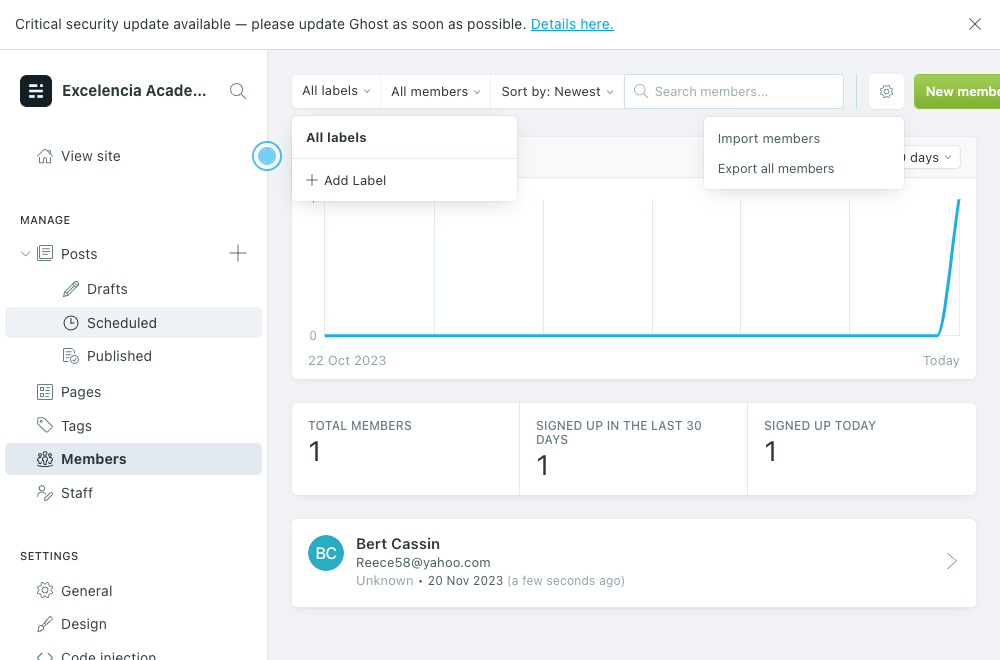 Critical security update available — please update Ghost as soon as possible. Details here.
Excelencia Acade...
View site
MANAGE
Posts
Drafts
Scheduled
Published
Pages
Tags
Members
Staff
SETTINGS
General
Design
Code injection
All labels
All members
Sort by: Newest
Search members...
New membe
All labels
Add Label
Import members
Export all members
0 days
0
22 Oct 2023
Today
TOTAL MEMBERS
1
SIGNED UP IN THE LAST 30
DAYS
1
SIGNED UP TODAY
1
BC
Bert Cassin
Reece58@yahoo.com
Unknown • 20 Nov 2023 (a few seconds ago)